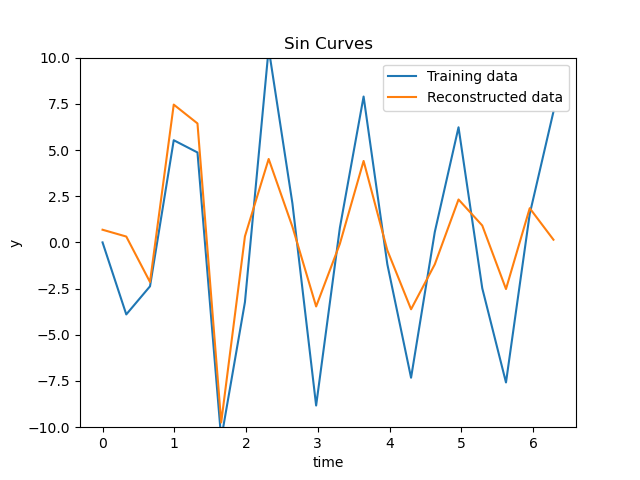 Sin Curves
Training data
Reconstructed data
y
10.0
7.5
5.0
2.5
0.0
−2.5
−5.0
−7.5
−10.0
0 1 2 3 4 5 6
time